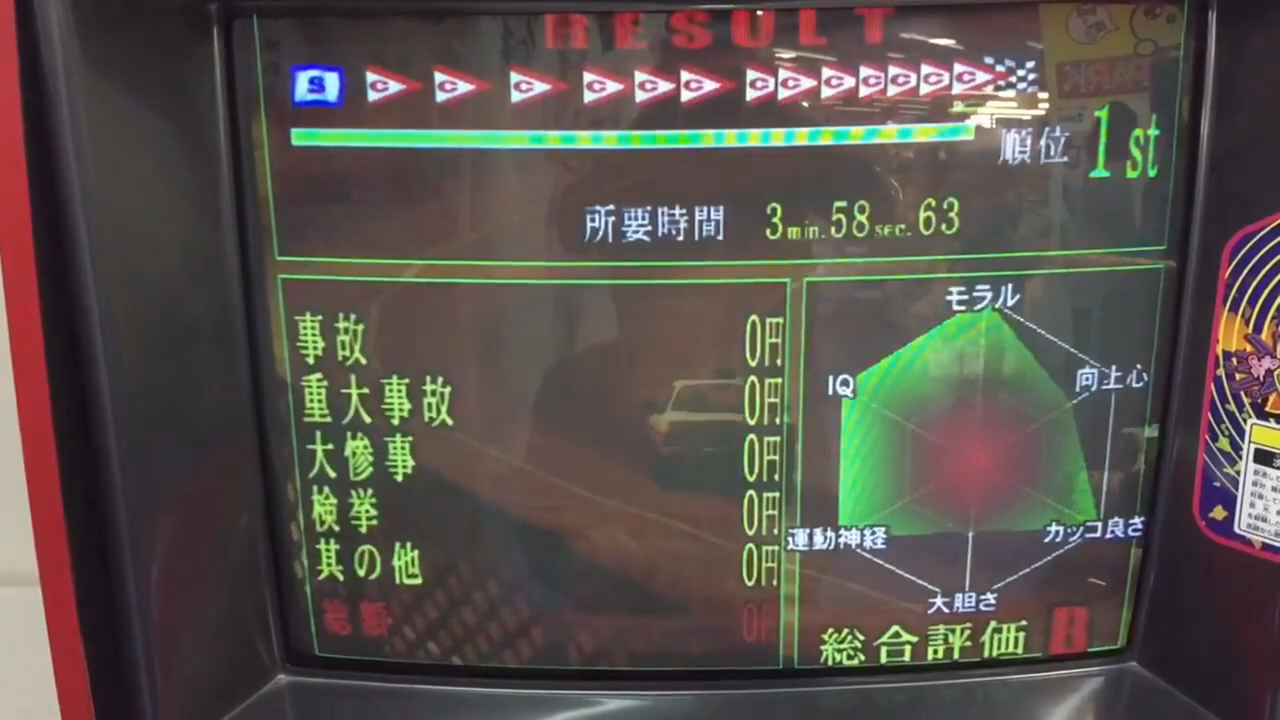 RESULT
S C C C C C C C C C C C C C
順位 1st
所要時間 3min.58sec.63
事故 0円
重大事故 0円
大惨事 0円
検挙 0円
其の他 0円
総額 0円
モラル
向上心
IQ
運動神経
カッコ良さ
大胆さ
総合評価 B